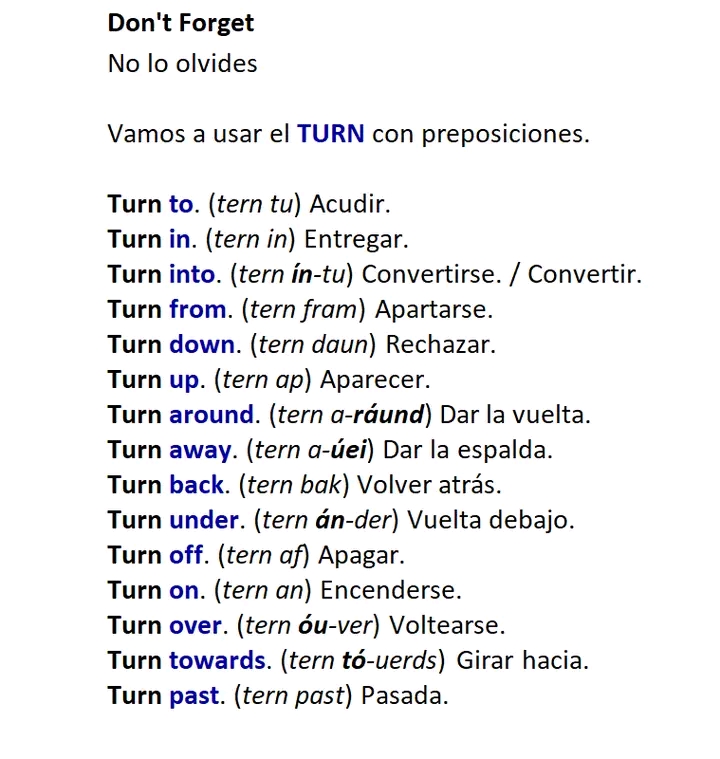 Don't Forget
No lo olvides
Vamos a usar el TURN con preposiciones.
Turn to. (tern tu) Acudir.
Turn in. (tern in) Entregar.
Turn into. (tern ín-tu) Convertirse. / Convertir.
Turn from. (tern fram) Apartarse.
Turn down. (tern daun) Rechazar.
Turn up. (tern ap) Aparecer.
Turn around. (tern a-ráund) Dar la vuelta.
Turn away. (tern a-úei) Dar la espalda.
Turn back. (tern bak) Volver atrás.
Turn under. (tern án-der) Vuelta debajo.
Turn off. (tern af) Apagar.
Turn on. (tern an) Encenderse.
Turn over. (tern óu-ver) Voltearse.
Turn towards. (tern tó-uerds) Girar hacia.
Turn past. (tern past) Pasada.